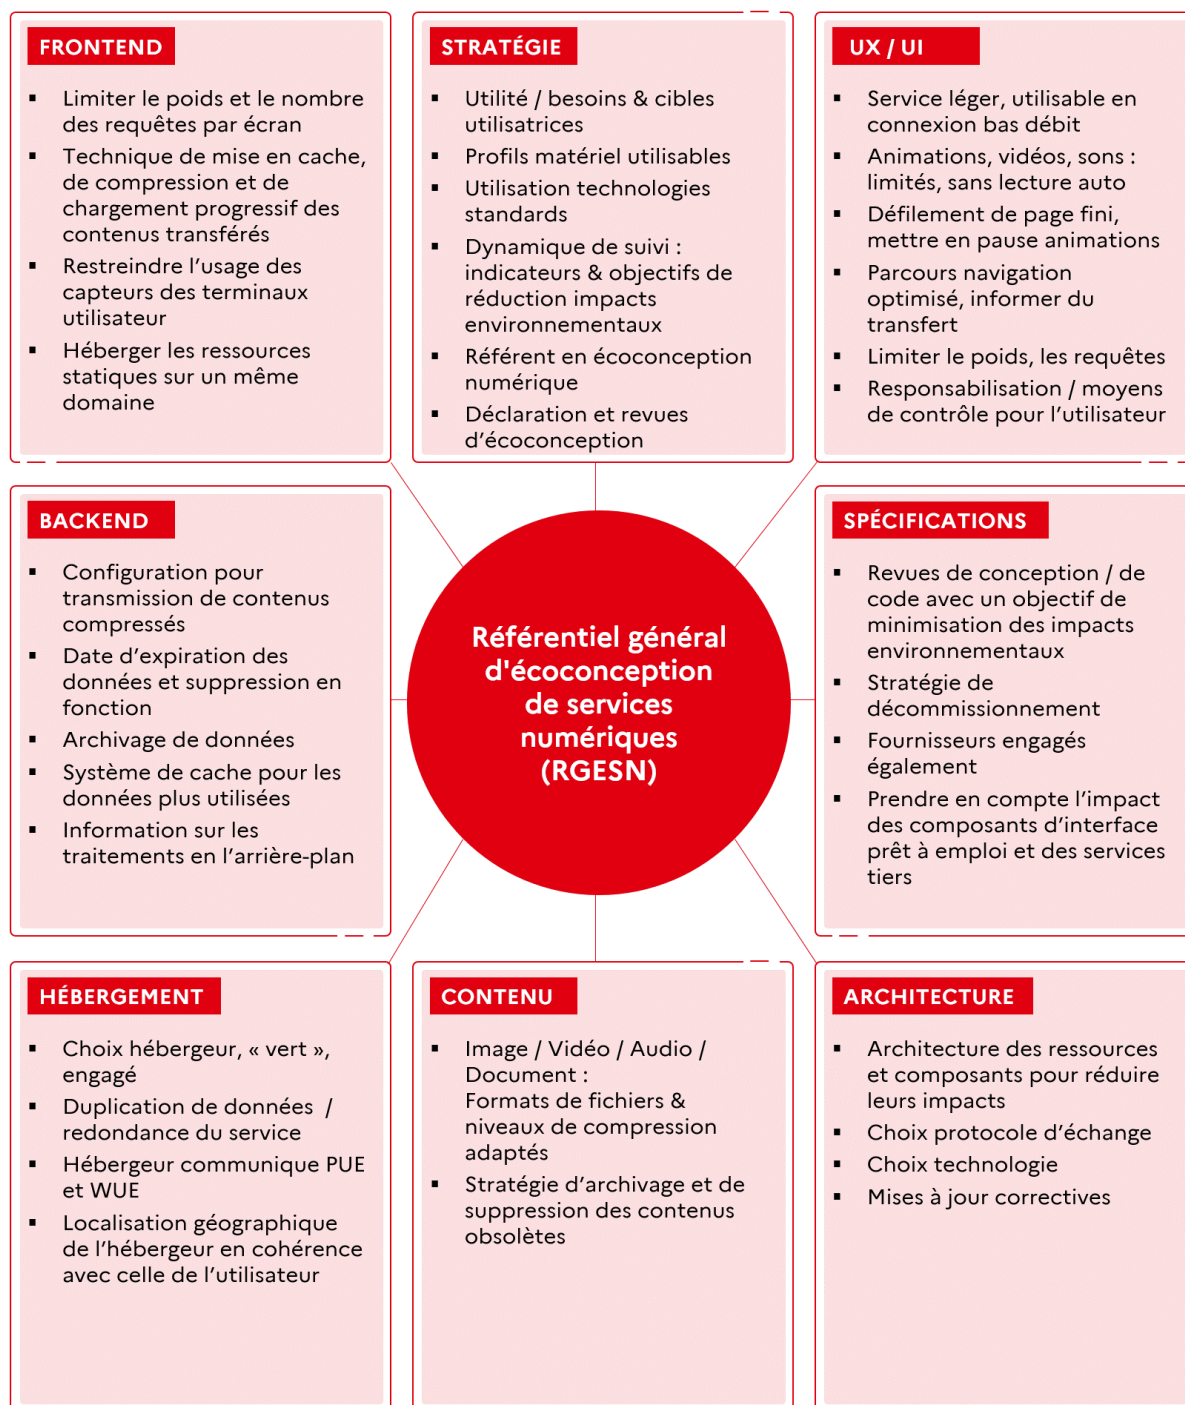 FRONTEND
▪ Limiter le poids et le nombre
des requêtes par écran
▪ Technique de mise en cache,
de compression et de
chargement progressif des
contenus transférés
▪ Restreindre l’usage des
capteurs des terminaux
utilisateur
▪ Héberger les ressources
statiques sur un même
domaine
STRATÉGIE
▪ Utilité / besoins & cibles
utilisatrices
▪ Profils matériel utilisables
▪ Utilisation technologies
standards
▪ Dynamique de suivi :
indicateurs & objectifs de
réduction impacts
environnementaux
▪ Référent en écoconception
numérique
▪ Déclaration et revues
d’écoconception
UX / UI
▪ Service léger, utilisable en
connexion bas débit
▪ Animations, vidéos, sons :
limités, sans lecture auto
▪ Défilement de page fini,
mettre en pause animations
▪ Parcours navigation
optimisé, informer du
transfert
▪ Limiter le poids, les requêtes
▪ Responsabilisation / moyens
de contrôle pour l’utilisateur
BACKEND
▪ Configuration pour
transmission de contenus
compressés
▪ Date d’expiration des
données et suppression en
fonction
▪ Archivage de données
▪ Système de cache pour les
données plus utilisées
▪ Information sur les
traitements en l’arrière-plan
Référentiel général
d'écoconception
de services
numériques
(RGESN)
SPÉCIFICATIONS
▪ Revues de conception / de
code avec un objectif de
minimisation des impacts
environnementaux
▪ Stratégie de
décommissionnement
▪ Fournisseurs engagés
également
▪ Prendre en compte l’impact
des composants d’interface
prêt à emploi et des services
tiers
HÉBERGEMENT
▪ Choix hébergeur, « vert »,
engagé
▪ Duplication de données /
redondance du service
▪ Hébergeur communique PUE
et WUE
▪ Localisation géographique
de l’hébergeur en cohérence
avec celle de l’utilisateur
CONTENU
▪ Image / Vidéo / Audio /
Document :
Formats de fichiers &
niveaux de compression
adaptés
▪ Stratégie d’archivage et de
suppression des contenus
obsolètes
ARCHITECTURE
▪ Architecture des ressources
et composants pour réduire
leurs impacts
▪ Choix protocole d’échange
▪ Choix technologie
▪ Mises à jour correctives